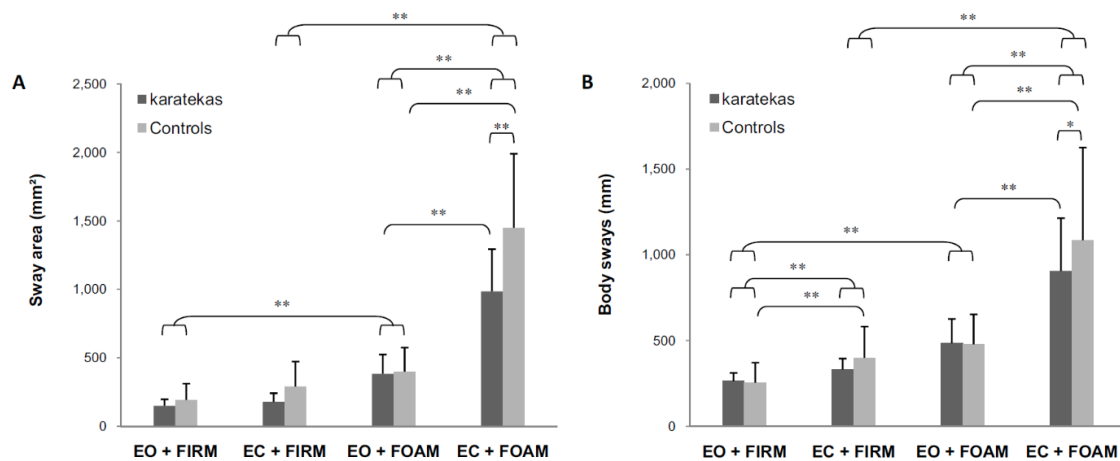 A
Sway area (mm²)
2,500
2,000
1,500
1,000
500
0
karatekas
Controls
**
**
**
**
**
**
EO + FIRM EC + FIRM EO + FOAM EC + FOAM
B
Body sways (mm)
2,000
1,500
1,000
500
0
karatekas
Controls
**
**
**
*
**
**
**
**
EO + FIRM EC + FIRM EO + FOAM EC + FOAM